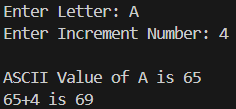 Enter Letter: A
Enter Increment Number: 4

ASCII Value of A is 65
65+4 is 69